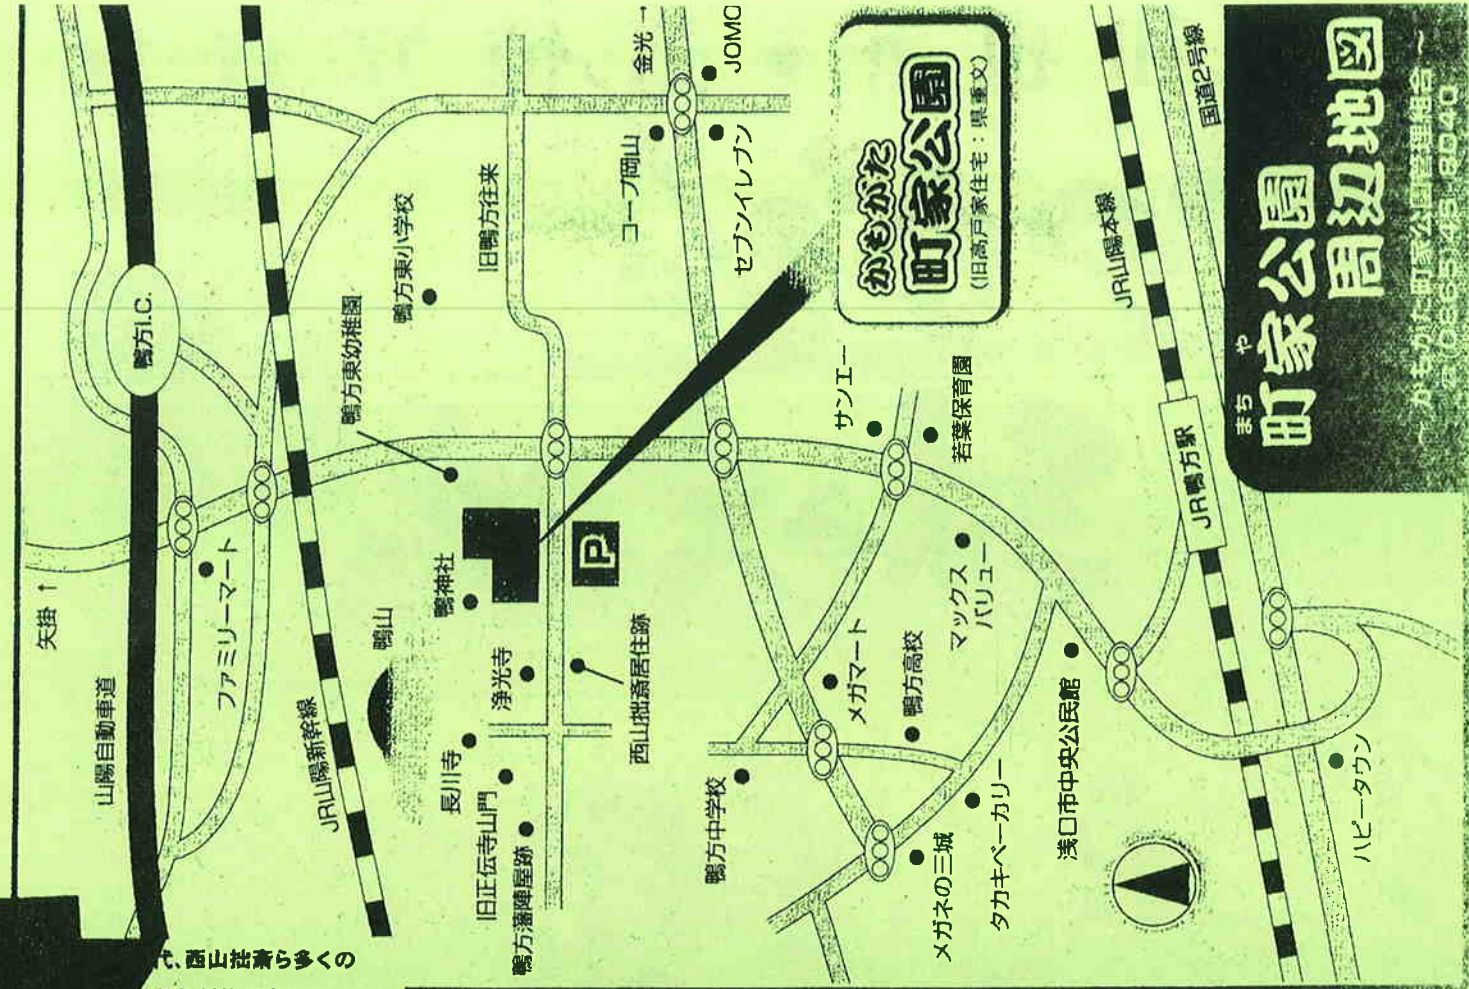 町家公園
まち や
周辺地図
～かもがた町家公園管理組合～
☎0865-45-8040
かもがた
町家公園
(旧高戸家住宅：県重文)
矢掛 ↑
山陽自動車道
鴨方I.C.
ファミリーマート
JR山陽新幹線
鴨山
鴨方東幼稚園
鴨方東小学校
旧鴨方往来
金光→
JOMO
コープ岡山
セブンイレブン
長川寺
鴨神社
浄光寺
旧正伝寺山門
鴨方藩陣屋跡
西山拙斎居住跡
P
サンエー
若葉保育園
鴨方中学校
メガマート
鴨方高校
マックス
バリュー
メガネの三城
タカキベーカリー
浅口市中央公民館
JR鴨方駅
JR山陽本線
国道2号線
ハピータウン
代、西山拙斎ら多くの